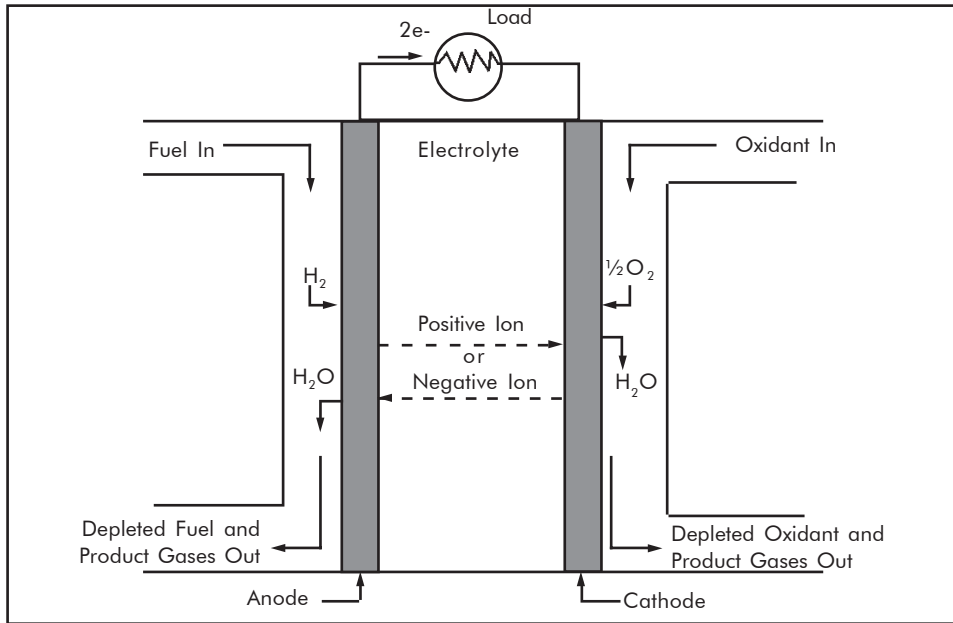 Load
2e-
Fuel In
Electrolyte
Oxidant In
H₂
½O₂
Positive Ion
or
Negative Ion
H₂O
H₂O
Depleted Fuel and
Product Gases Out
Depleted Oxidant and
Product Gases Out
Anode
Cathode